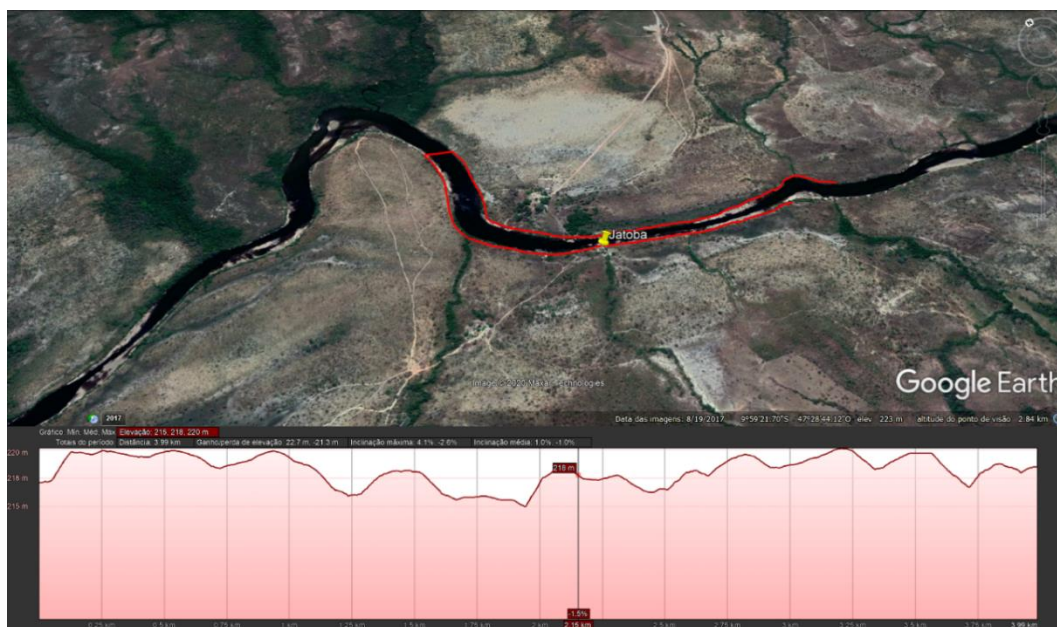 Jatoba
Google Earth
2017
Data das imagens: 8/19/2017 9°59'21.70"S -47°28'44.12"O elev 223 m altitude do ponto de visão 2.84 km
Gráfico Mín, Méd, Máx Elevação: 215, 218, 220 m
Totais do período: Distância: 3.99 km Ganho/perda de elevação: 22.7 m, -21.3 m Inclinação máxima: 4.1% -2.6% Inclinação média: 1.0% -1.0%
220 m
218 m
218 m
215 m
-1.5%
0.25 km 0.5 km 0.75 km 1 km 1.25 km 1.5 km 1.75 km 2 km 2.15 km 2.5 km 2.75 km 3 km 3.25 km 3.5 km 3.75 km 3.99 km